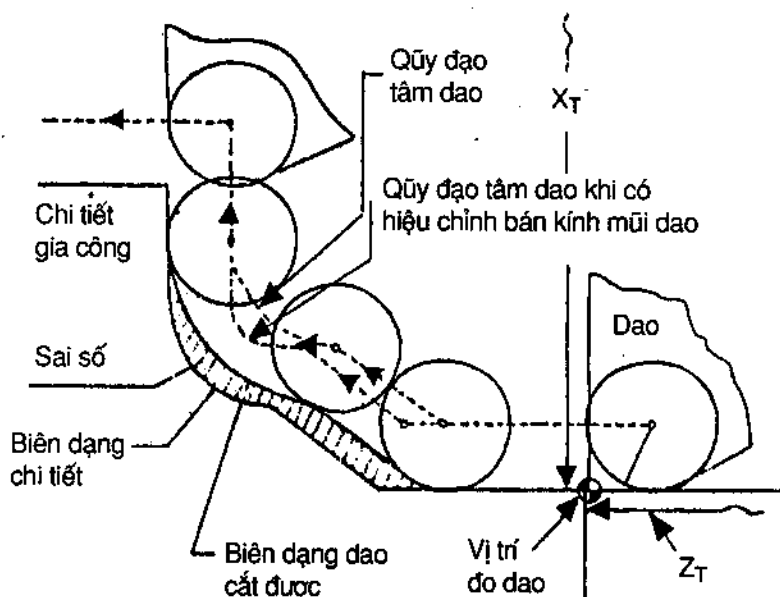 Qũy đạo
tâm dao
X_T
Qũy đạo tâm dao khi có
hiệu chỉnh bán kính mũi dao
Chi tiết
gia công
Dao
Sai số
Biên dạng
chi tiết
Biên dạng dao
cắt được
Vị trí
đo dao
Z_T